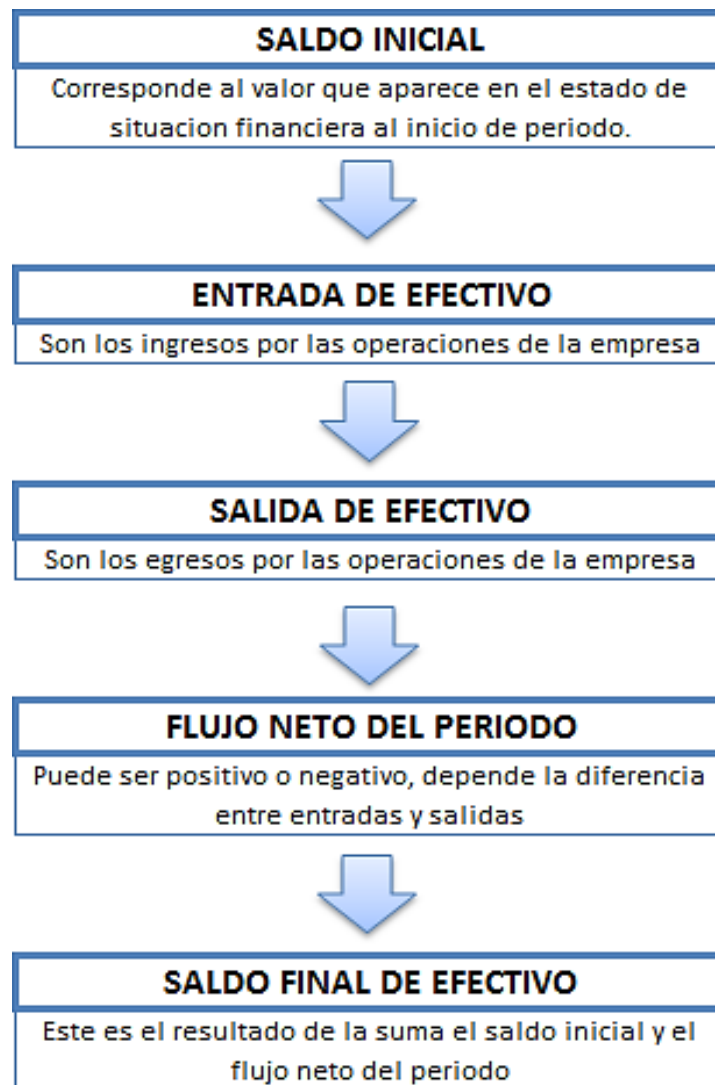 SALDO INICIAL
Corresponde al valor que aparece en el estado de
situacion financiera al inicio de periodo.
ENTRADA DE EFECTIVO
Son los ingresos por las operaciones de la empresa
SALIDA DE EFECTIVO
Son los egresos por las operaciones de la empresa
FLUJO NETO DEL PERIODO
Puede ser positivo o negativo, depende la diferencia
entre entradas y salidas
SALDO FINAL DE EFECTIVO
Este es el resultado de la suma el saldo inicial y el
flujo neto del periodo